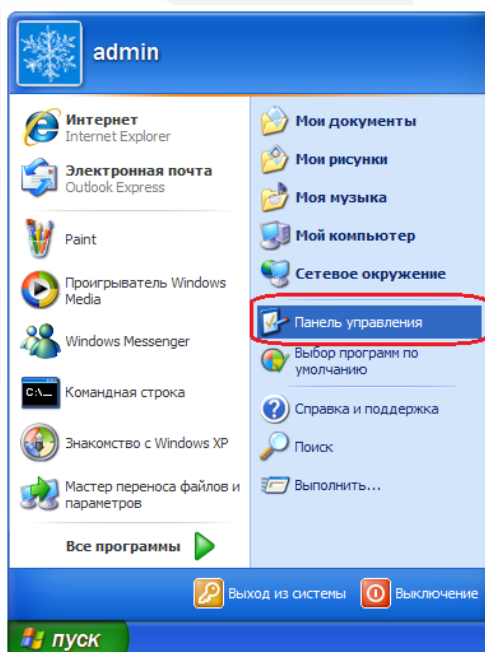 admin
Интернет
Internet Explorer
Электронная почта
Outlook Express
Paint
Проигрыватель Windows
Media
Windows Messenger
C:\_
Командная строка
Знакомство с Windows XP
Мастер переноса файлов и
параметров
Все программы
Мои документы
Мои рисунки
Моя музыка
Мой компьютер
Сетевое окружение
Панель управления
Выбор программ по
умолчанию
Справка и поддержка
Поиск
Выполнить...
Выход из системы
Выключение
пуск